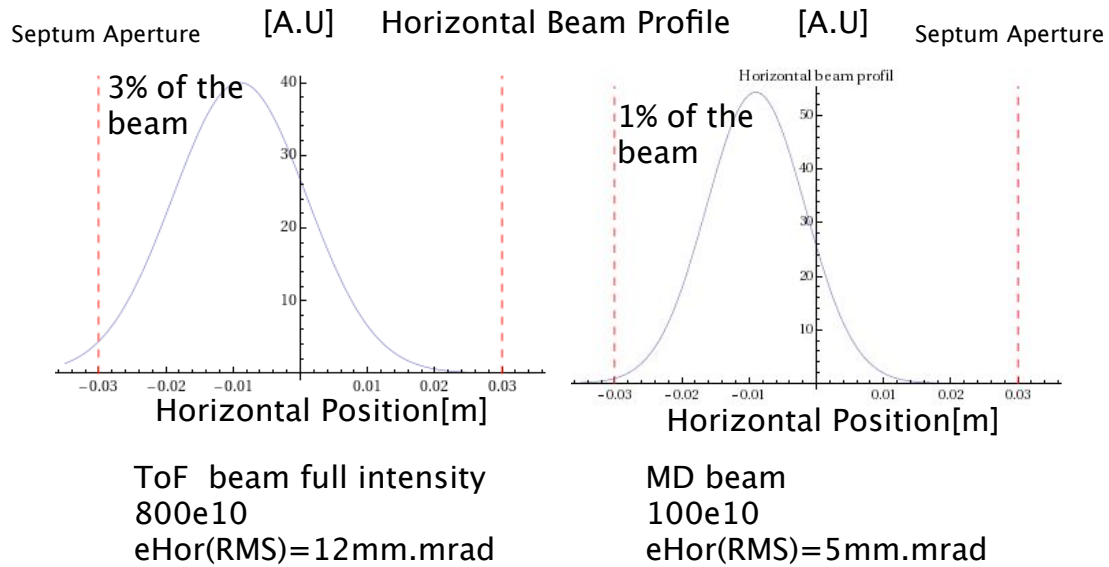 Septum Aperture
[A.U]
Horizontal Beam Profile
[A.U]
Septum Aperture
3% of the
beam
40
30
20
10
-0.03 -0.02 -0.01 0.01 0.02 0.03
Horizontal Position[m]
Horizontal beam profil
1% of the
beam
50
40
30
20
10
-0.03 -0.02 -0.01 0.01 0.02 0.03
Horizontal Position[m]
ToF beam full intensity
800e10
eHor(RMS)=12mm.mrad
MD beam
100e10
eHor(RMS)=5mm.mrad